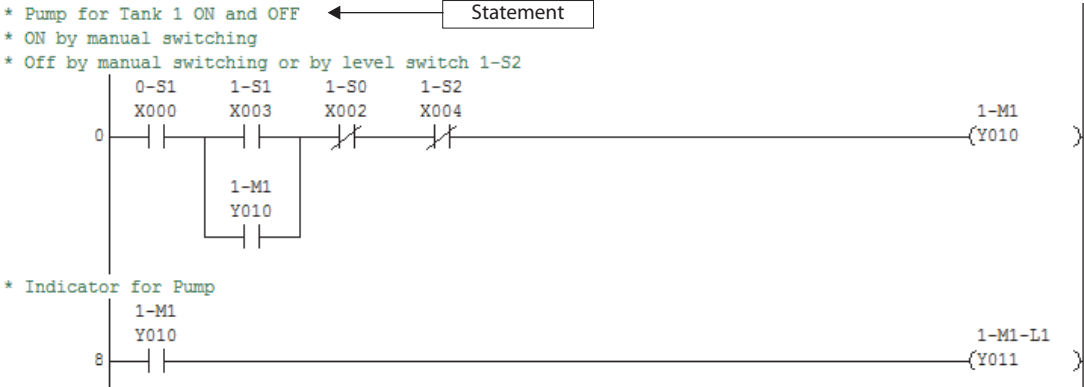 * Pump for Tank 1 ON and OFF
Statement
* ON by manual switching
* Off by manual switching or by level switch 1-S2
0-S1 1-S1 1-S0 1-S2
X000 X003 X002 X004 1-M1
0 Y010
1-M1
Y010
* Indicator for Pump
1-M1
Y010 1-M1-L1
8 Y011